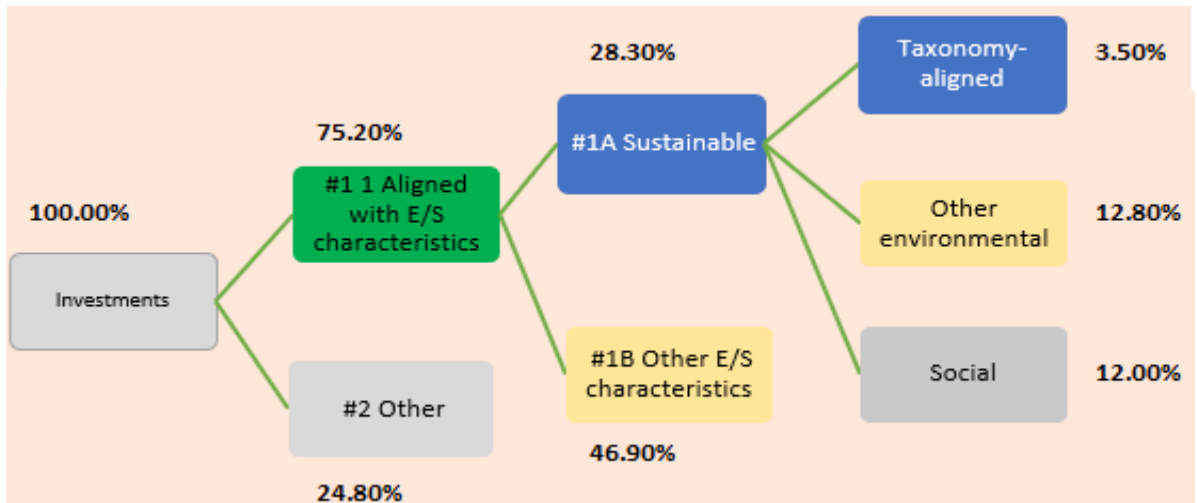 28.30%
Taxonomy-
aligned
3.50%
75.20%
#1A Sustainable
#1 1 Aligned
with E/S
characteristics
100.00%
Other
environmental
12.80%
Investments
#1B Other E/S
characteristics
Social
12.00%
#2 Other
46.90%
24.80%